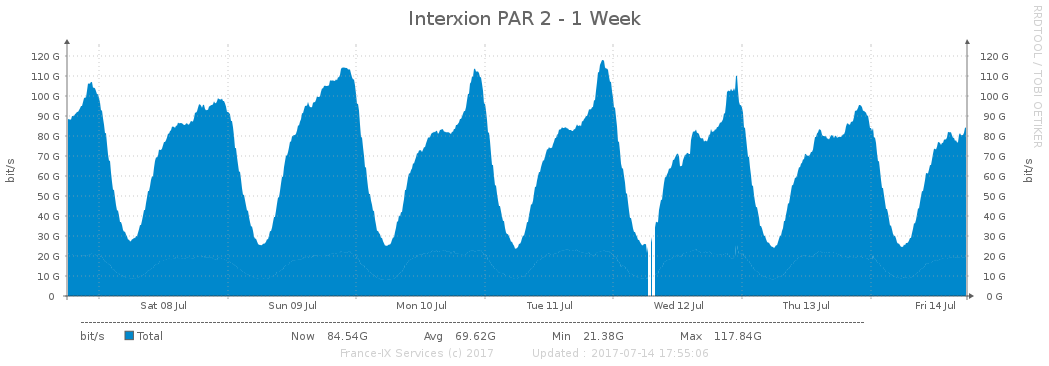 Interxion PAR 2 - 1 Week
RRDTOOL / TOBI OETIKER
bit/s
120 G 120 G
110 G 110 G
100 G 100 G
90 G 90 G
80 G 80 G
70 G 70 G
60 G 60 G
50 G 50 G
40 G 40 G
30 G 30 G
20 G 20 G
10 G 10 G
0 0 G
bit/s
Sat 08 Jul Sun 09 Jul Mon 10 Jul Tue 11 Jul Wed 12 Jul Thu 13 Jul Fri 14 Jul
bit/s Total Now 84.54G Avg 69.62G Min 21.38G Max 117.84G
France-IX Services (c) 2017 Updated : 2017-07-14 17:55:06